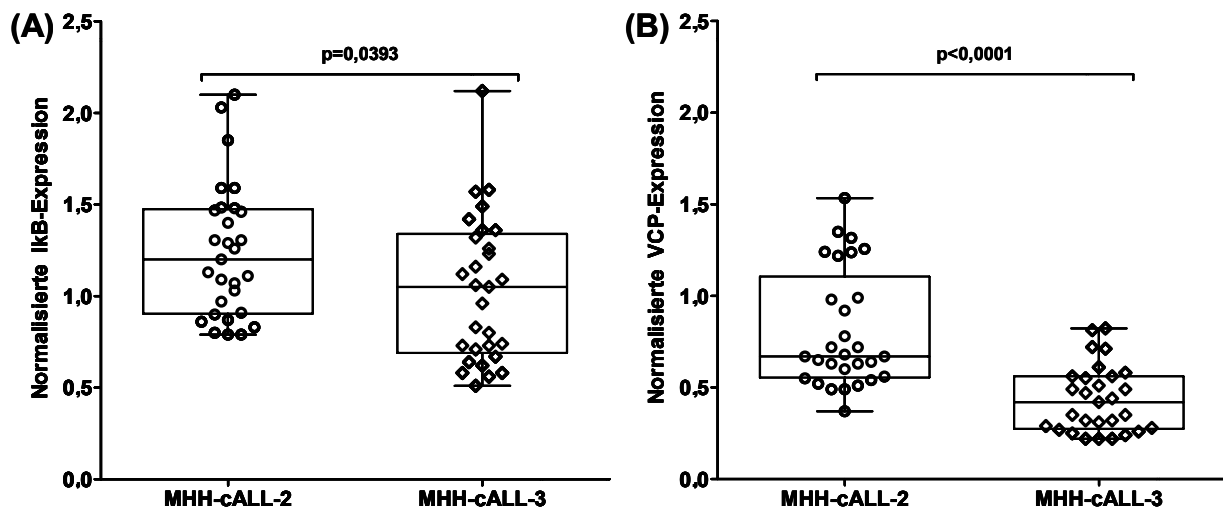 (A)
Normalisierte IkB-Expression
2,5
2,0
1,5
1,0
0,5
0,0
p=0,0393
MHH-cALL-2
MHH-cALL-3
(B)
Normalisierte VCP-Expression
2,5
2,0
1,5
1,0
0,5
0,0
p<0,0001
MHH-cALL-2
MHH-cALL-3